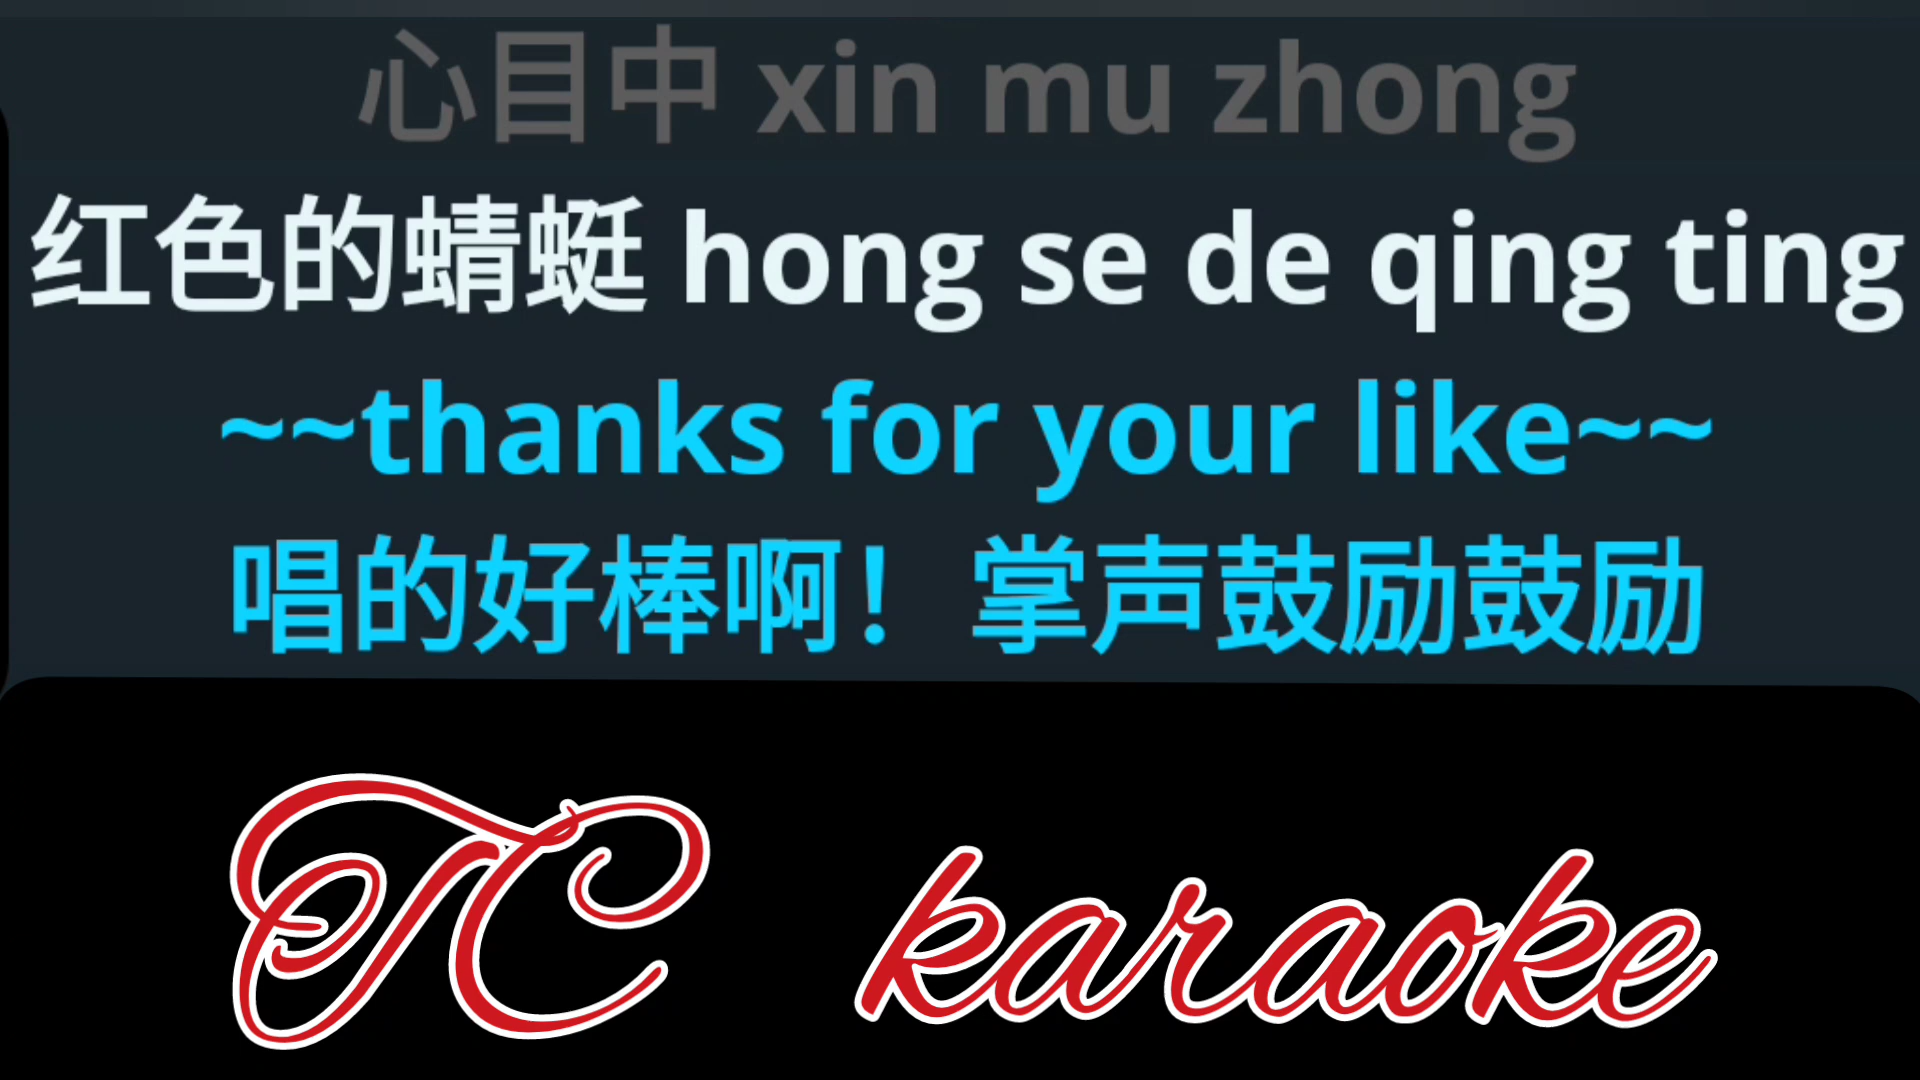 心目中 xin mu zhong
红色的蜻蜓 hong se de qing ting
~~thanks for your like~~
唱的好棒啊！掌声鼓励鼓励
TC karaoke